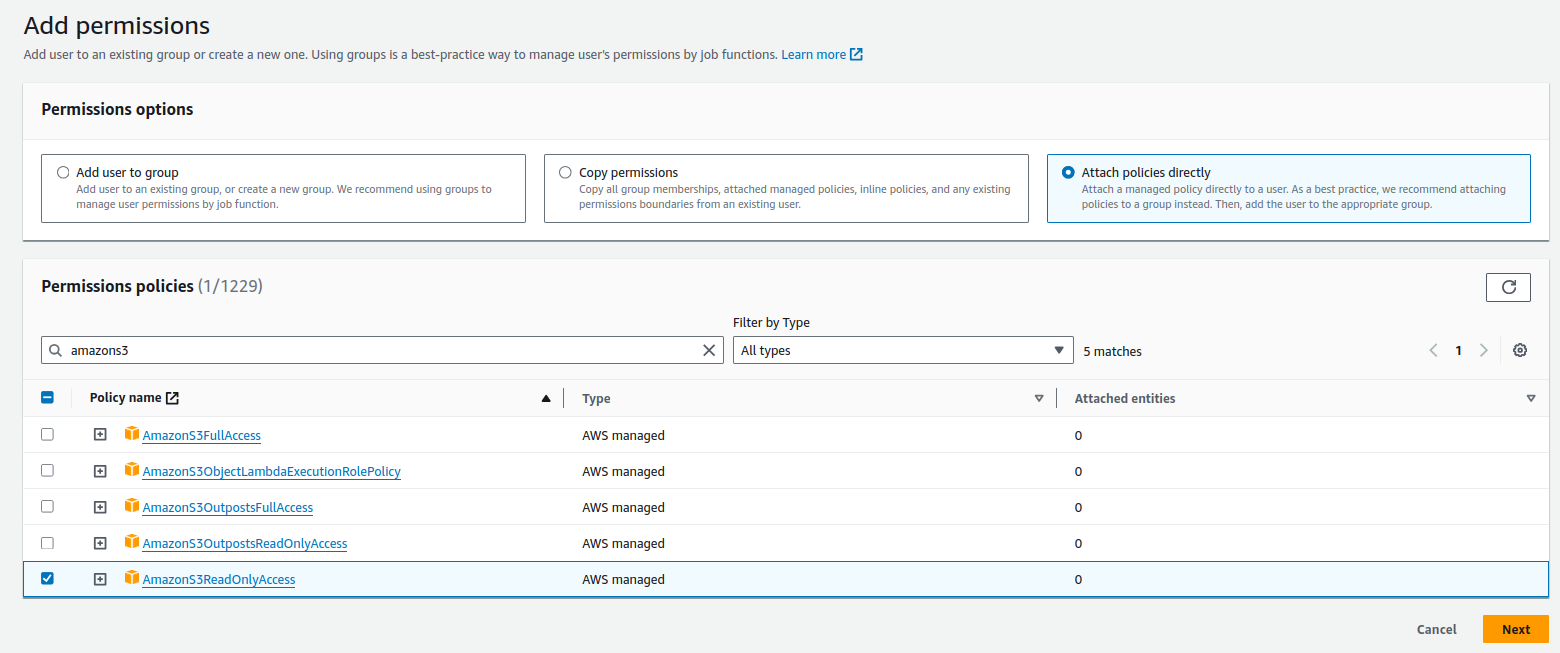 Add permissions
Add user to an existing group or create a new one. Using groups is a best-practice way to manage user's permissions by job functions. Learn more
Permissions options
Add user to group
Add user to an existing group, or create a new group. We recommend using groups to
manage user permissions by job function.
Copy permissions
Copy all group memberships, attached managed policies, inline policies, and any existing
permissions boundaries from an existing user.
Attach policies directly
Attach a managed policy directly to a user. As a best practice, we recommend attaching
policies to a group instead. Then, add the user to the appropriate group.
Permissions policies (1/1229)
Filter by Type
amazons3 All types 5 matches 1
Policy name Type Attached entities
AmazonS3FullAccess AWS managed 0
AmazonS3ObjectLambdaExecutionRolePolicy AWS managed 0
AmazonS3OutpostsFullAccess AWS managed 0
AmazonS3OutpostsReadOnlyAccess AWS managed 0
AmazonS3ReadOnlyAccess AWS managed 0
Cancel Next